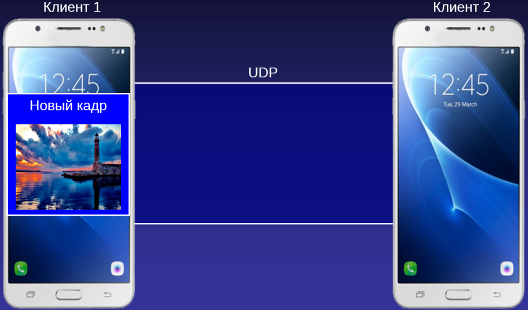 Клиент 1
Клиент 2
UDP
12:45
Новый кадр
12:45
Tue, 29 March